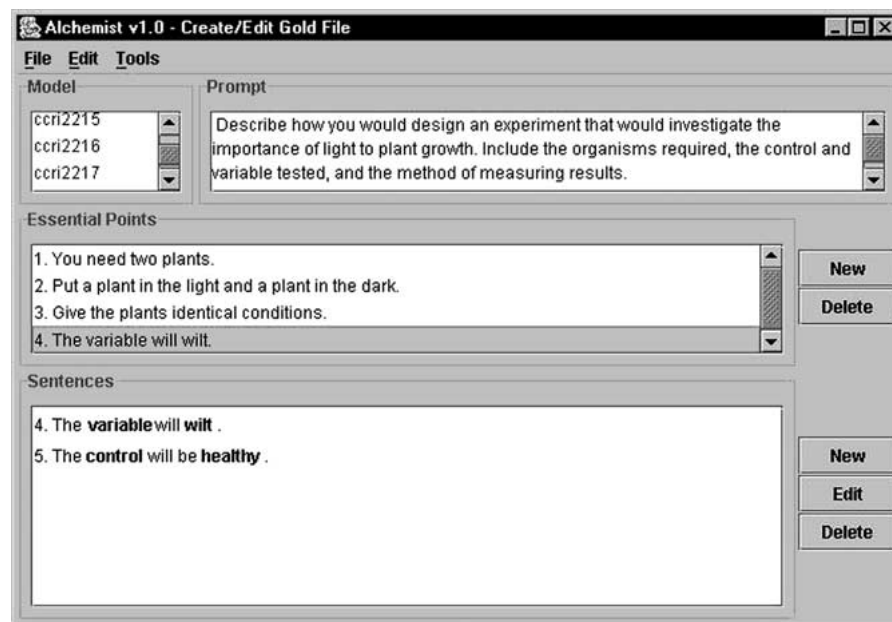 Alchemist v1.0 - Create/Edit Gold File
File Edit Tools
Model
ccri2215
ccri2216
ccri2217
Prompt
Describe how you would design an experiment that would investigate the
importance of light to plant growth. Include the organisms required, the control and
variable tested, and the method of measuring results.
Essential Points
1. You need two plants.
2. Put a plant in the light and a plant in the dark.
3. Give the plants identical conditions.
4. The variable will wilt.
New
Delete
Sentences
4. The variable will wilt .
5. The control will be healthy .
New
Edit
Delete